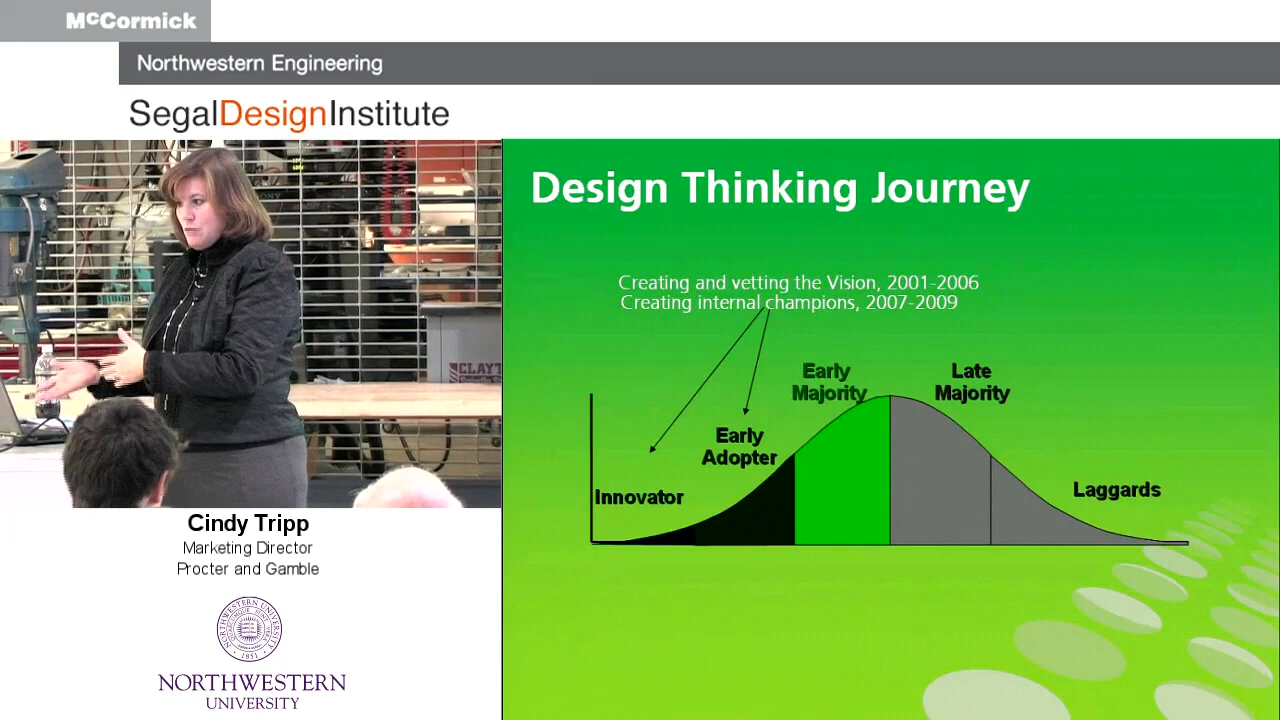 McCormick
Northwestern Engineering
SegalDesignInstitute
Design Thinking Journey
Creating and vetting the Vision, 2001-2006
Creating internal champions, 2007-2009
Early
Majority
Late
Majority
Early
Adopter
Innovator
Laggards
Cindy Tripp
Marketing Director
Procter and Gamble
1851
NORTHWESTERN
UNIVERSITY